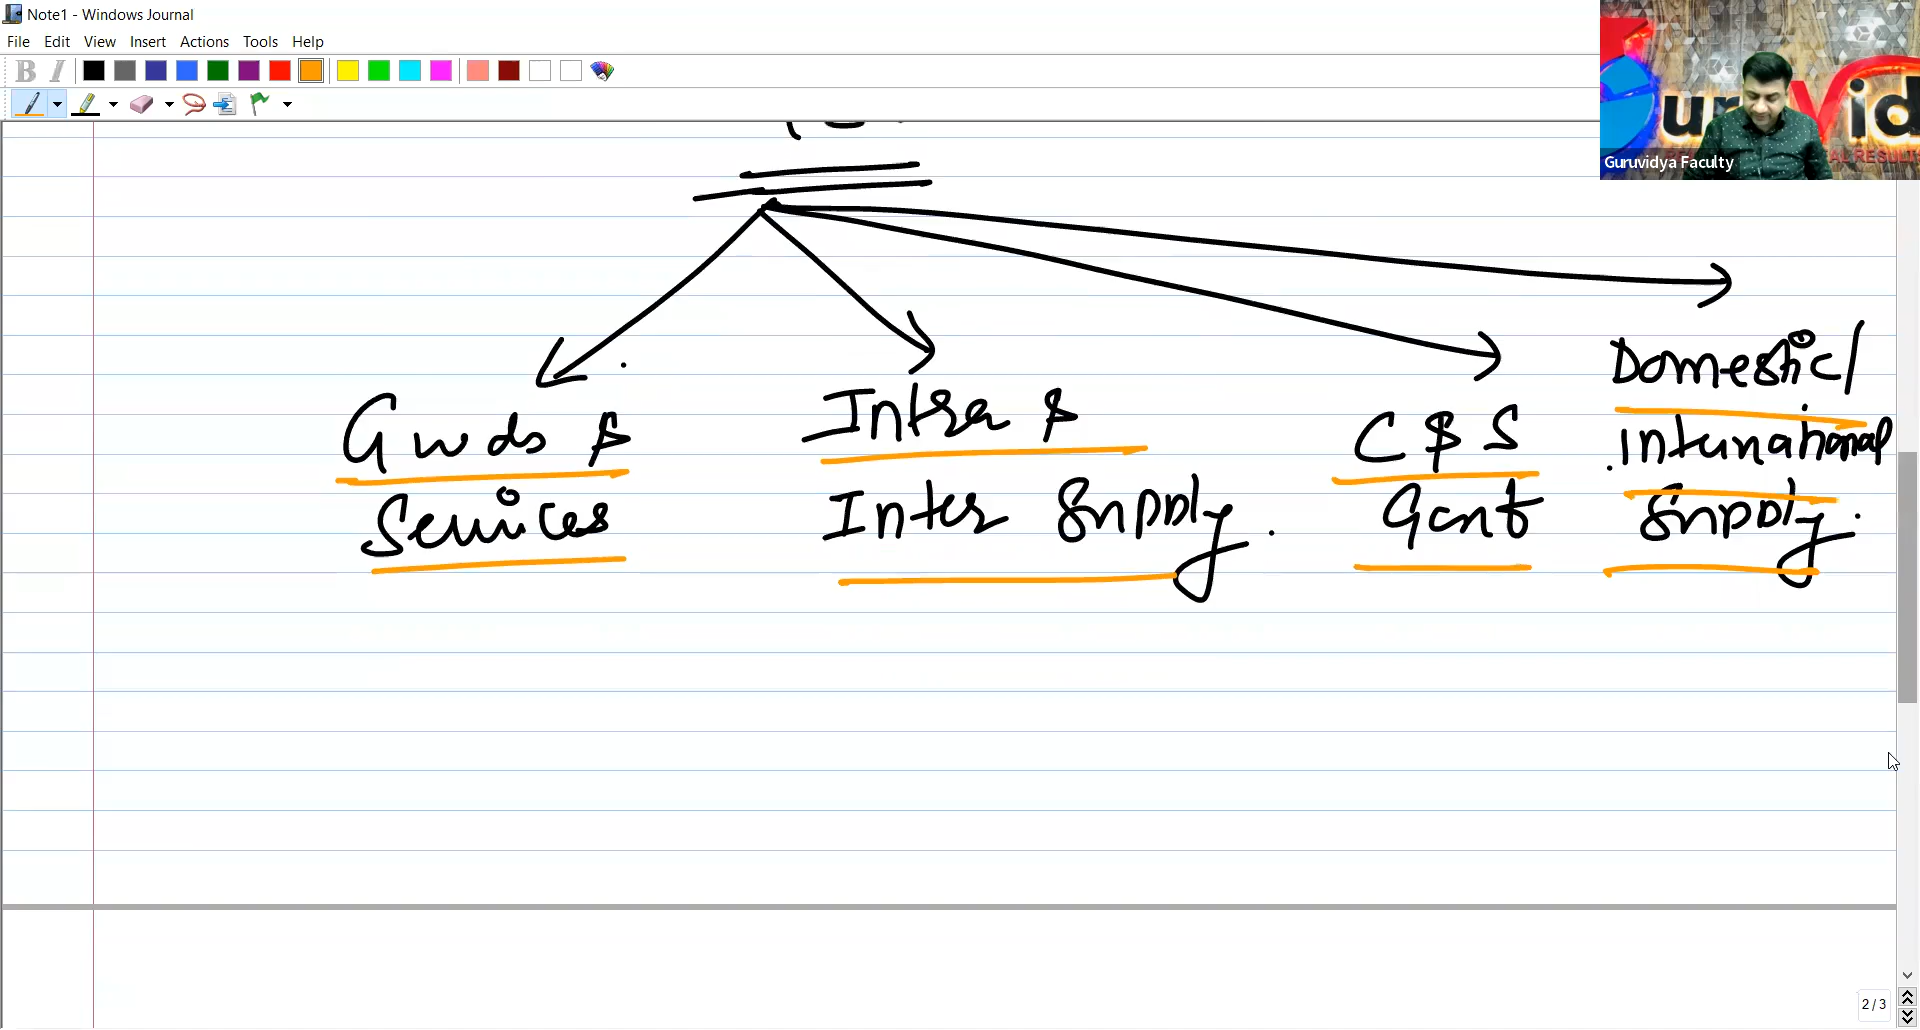 Note1 - Windows Journal
File Edit View Insert Actions Tools Help
B I
Guruvidya Faculty
Goods &
Services
Intra &
Inter Supply.
C & S
Govt
Domestic/
International
Supply.
2 / 3